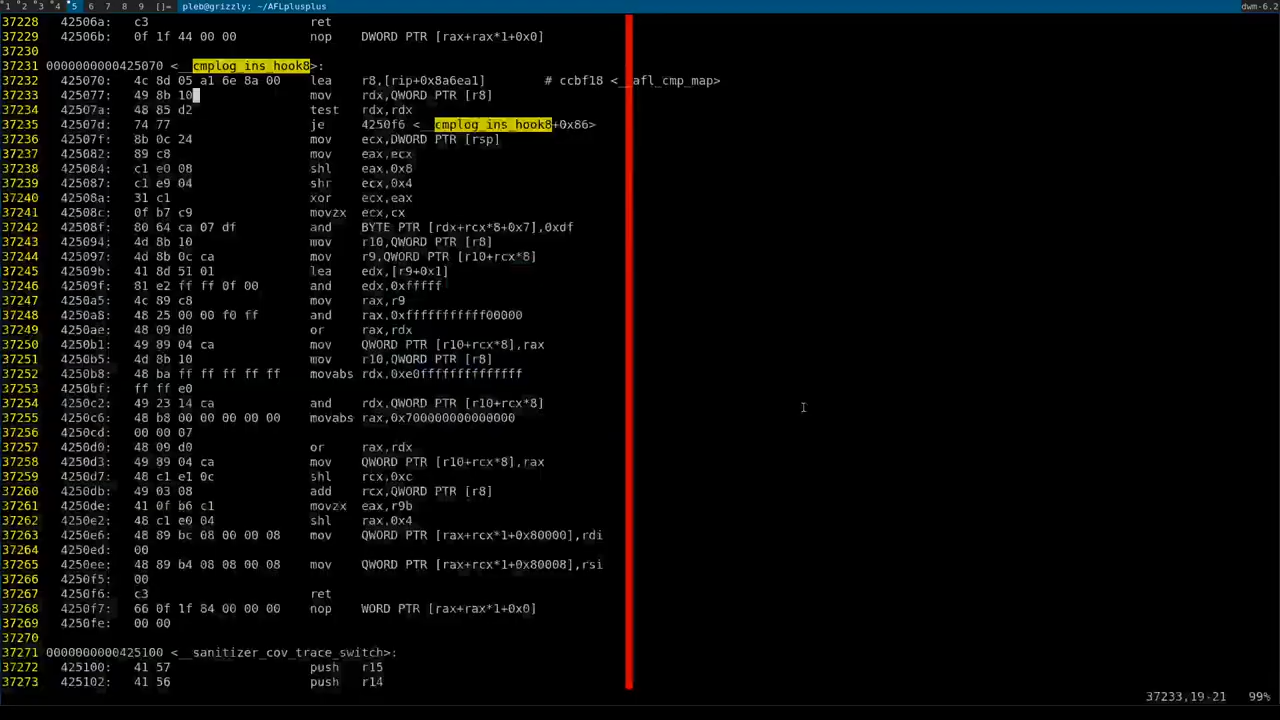 1 2 3 4 5 6 7 8 9 []= pleb@grizzly: ~/AFLplusplus dwm-6.2
37228 42506a: c3 ret
37229 42506b: 0f 1f 44 00 00 nop DWORD PTR [rax+rax*1+0x0]
37230
37231 0000000000425070 <__cmplog_ins_hook8>:
37232 425070: 4c 8d 05 a1 6e 8a 00 lea r8,[rip+0x8a6ea1] # ccbf18 <__afl_cmp_map>
37233 425077: 49 8b 10 mov rdx,QWORD PTR [r8]
37234 42507a: 48 85 d2 test rdx,rdx
37235 42507d: 74 77 je 4250f6 <__cmplog_ins_hook8+0x86>
37236 42507f: 8b 0c 24 mov ecx,DWORD PTR [rsp]
37237 425082: 89 c8 mov eax,ecx
37238 425084: c1 e0 08 shl eax,0x8
37239 425087: c1 e9 04 shr ecx,0x4
37240 42508a: 31 c1 xor ecx,eax
37241 42508c: 0f b7 c9 movzx ecx,cx
37242 42508f: 80 64 ca 07 df and BYTE PTR [rdx+rcx*8+0x7],0xdf
37243 425094: 4d 8b 10 mov r10,QWORD PTR [r8]
37244 425097: 4d 8b 0c ca mov r9,QWORD PTR [r10+rcx*8]
37245 42509b: 41 8d 51 01 lea edx,[r9+0x1]
37246 42509f: 81 e2 ff ff 0f 00 and edx,0xfffff
37247 4250a5: 4c 89 c8 mov rax,r9
37248 4250a8: 48 25 00 00 f0 ff and rax,0xfffffffffff00000
37249 4250ae: 48 09 d0 or rax,rdx
37250 4250b1: 49 89 04 ca mov QWORD PTR [r10+rcx*8],rax
37251 4250b5: 4d 8b 10 mov r10,QWORD PTR [r8]
37252 4250b8: 48 ba ff ff ff ff ff movabs rdx,0xe0ffffffffffffff
37253 4250bf: ff ff e0
37254 4250c2: 49 23 14 ca and rdx,QWORD PTR [r10+rcx*8]
37255 4250c6: 48 b8 00 00 00 00 00 movabs rax,0x700000000000000
37256 4250cd: 00 00 07
37257 4250d0: 48 09 d0 or rax,rdx
37258 4250d3: 49 89 04 ca mov QWORD PTR [r10+rcx*8],rax
37259 4250d7: 48 c1 e1 0c shl rcx,0xc
37260 4250db: 49 03 08 add rcx,QWORD PTR [r8]
37261 4250de: 41 0f b6 c1 movzx eax,r9b
37262 4250e2: 48 c1 e0 04 shl rax,0x4
37263 4250e6: 48 89 bc 08 00 00 08 mov QWORD PTR [rax+rcx*1+0x80000],rdi
37264 4250ed: 00
37265 4250ee: 48 89 b4 08 08 00 08 mov QWORD PTR [rax+rcx*1+0x80008],rsi
37266 4250f5: 00
37267 4250f6: c3 ret
37268 4250f7: 66 0f 1f 84 00 00 00 nop WORD PTR [rax+rax*1+0x0]
37269 4250fe: 00 00
37270
37271 0000000000425100 <__sanitizer_cov_trace_switch>:
37272 425100: 41 57 push r15
37273 425102: 41 56 push r14
37233,19-21 99%